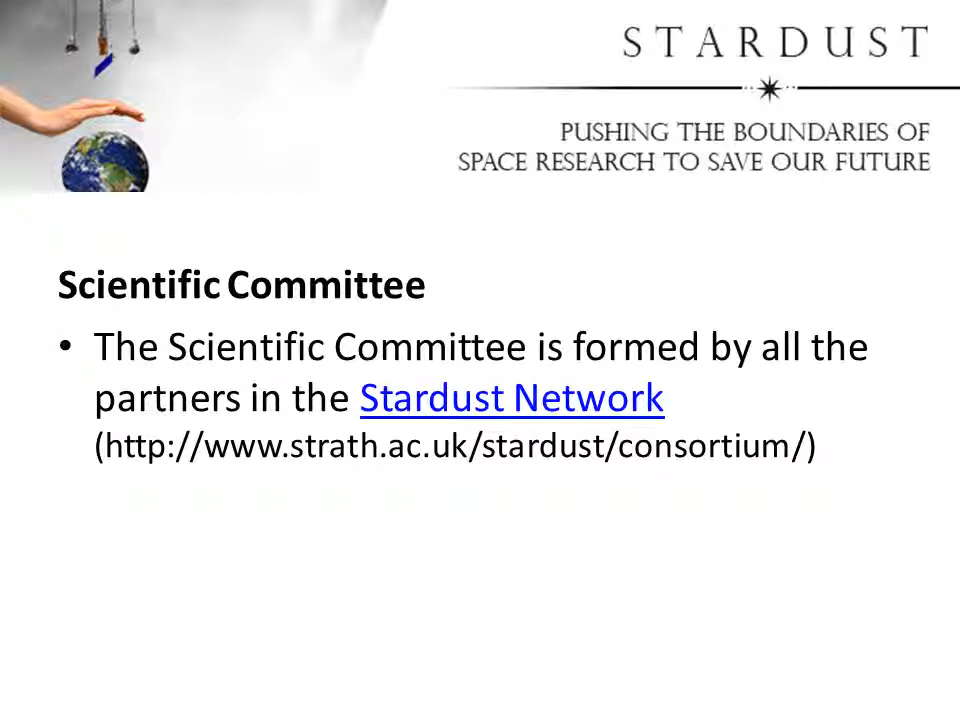 STARDUST
PUSHING THE BOUNDARIES OF
SPACE RESEARCH TO SAVE OUR FUTURE
Scientific Committee
• The Scientific Committee is formed by all the
partners in the Stardust Network
(http://www.strath.ac.uk/stardust/consortium/)